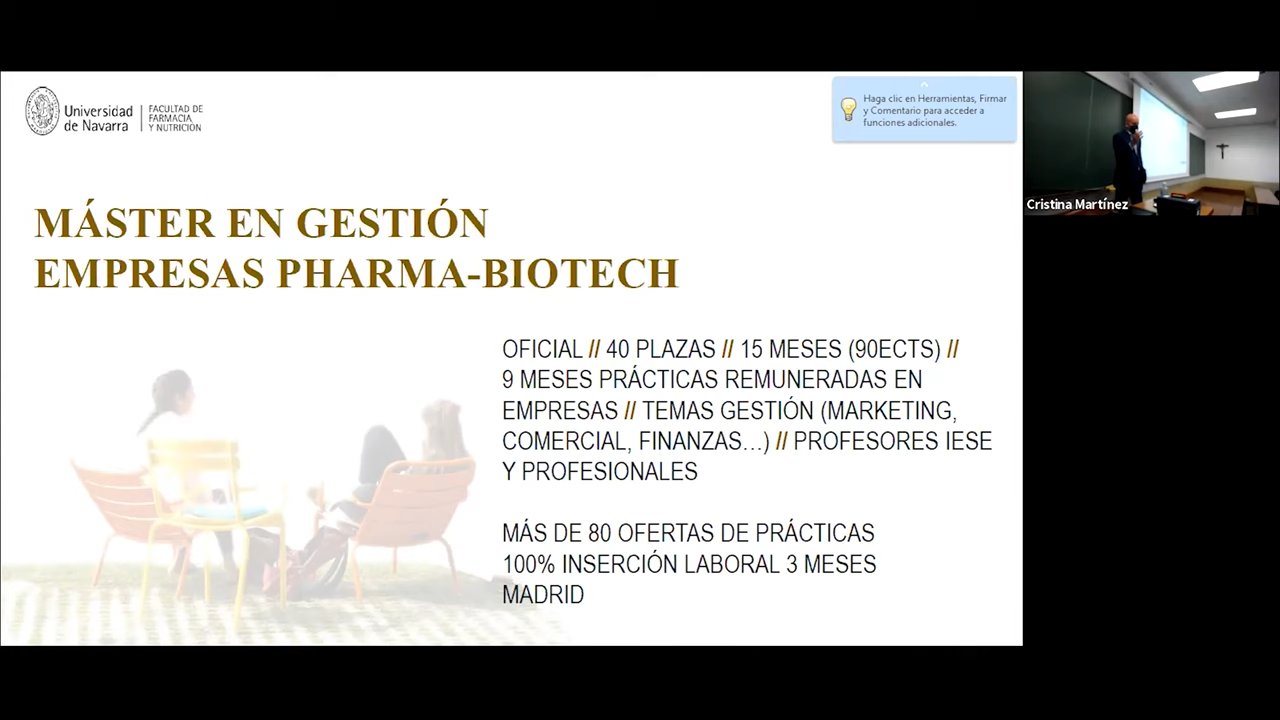 Universidad
de Navarra
FACULTAD DE
FARMACIA
Y NUTRICIÓN
Haga clic en Herramientas, Firmar
y Comentario para acceder a
funciones adicionales.
Cristina Martínez
MÁSTER EN GESTIÓN
EMPRESAS PHARMA-BIOTECH
OFICIAL // 40 PLAZAS // 15 MESES (90ECTS) //
9 MESES PRÁCTICAS REMUNERADAS EN
EMPRESAS // TEMAS GESTIÓN (MARKETING,
COMERCIAL, FINANZAS...) // PROFESORES IESE
Y PROFESIONALES
MÁS DE 80 OFERTAS DE PRÁCTICAS
100% INSERCIÓN LABORAL 3 MESES
MADRID